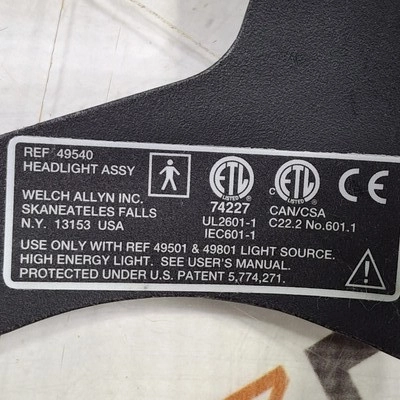 REF 49540
HEADLIGHT ASSY
WELCH ALLYN INC.
SKANEATELES FALLS
N.Y. 13153 USA
ETL
LISTED
74227
UL2601-1
IEC601-1
C ETL
LISTED
CAN/CSA
C22.2 No.601.1
CE
USE ONLY WITH REF 49501 & 49801 LIGHT SOURCE.
HIGH ENERGY LIGHT. SEE USER'S MANUAL.
PROTECTED UNDER U.S. PATENT 5,774,271.